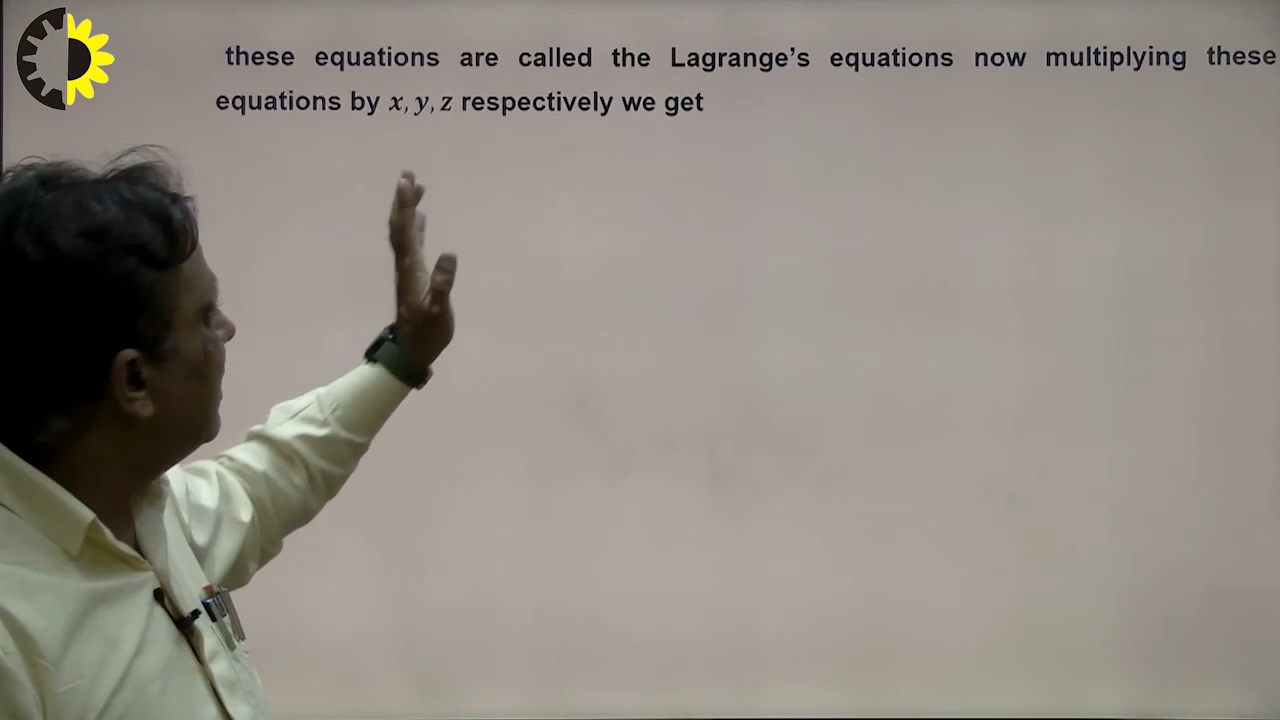 these equations are called the Lagrange’s equations now multiplying these
equations by x, y, z respectively we get